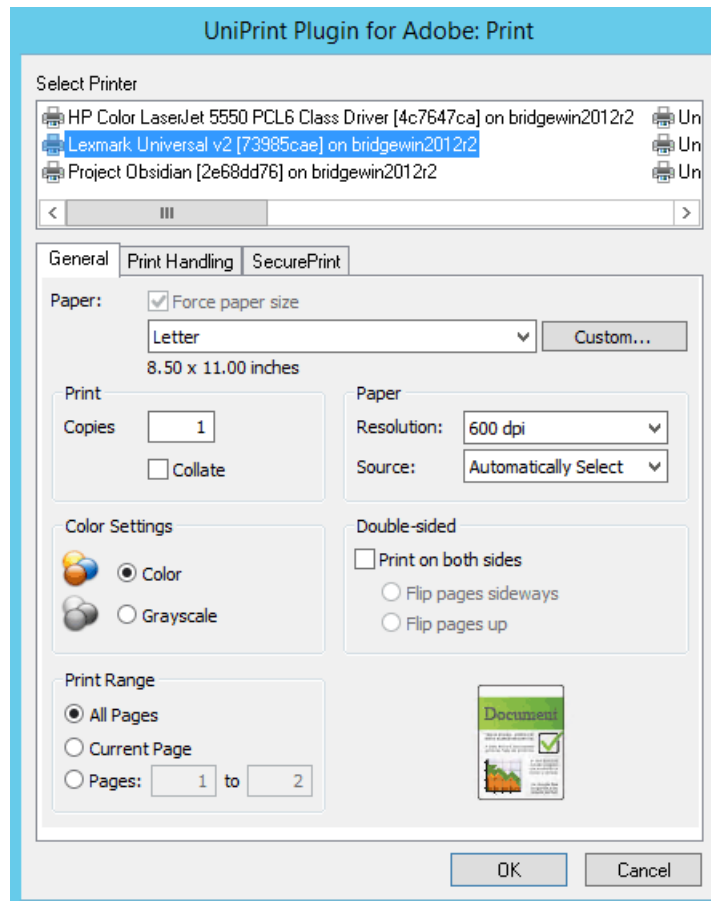 UniPrint Plugin for Adobe: Print
Select Printer
HP Color LaserJet 5550 PCL6 Class Driver [4c7647ca] on bridgewin2012r2 Un
Lexmark Universal v2 [73985cae] on bridgewin2012r2 Un
Project Obsidian [2e68dd76] on bridgewin2012r2 Un
General Print Handling SecurePrint
Paper: Force paper size
Letter Custom...
8.50 x 11.00 inches
Print Paper
Copies 1 Resolution: 600 dpi
Collate Source: Automatically Select
Color Settings Double-sided
Color Print on both sides
Flip pages sideways
Grayscale Flip pages up
Print Range
All Pages Document
Current Page
Pages: 1 to 2
OK Cancel